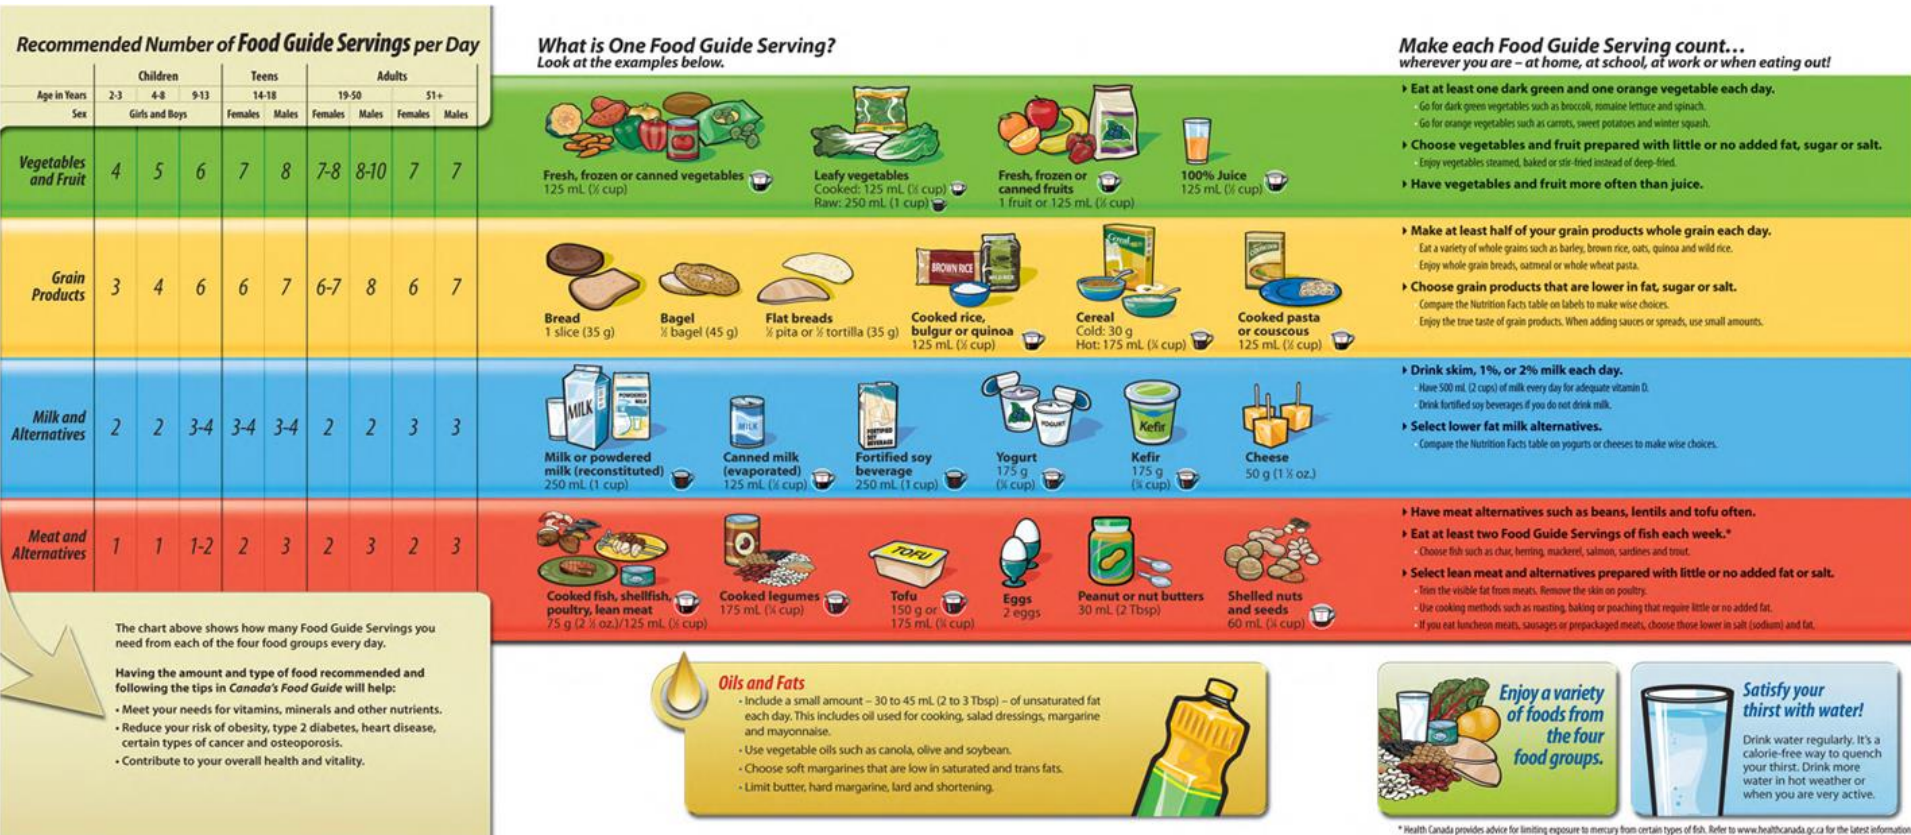 Recommended Number of Food Guide Servings per Day
Children Teens Adults
Age in Years 2-3 4-8 9-13 14-18 19-50 51+
Sex Girls and Boys Females Males Females Males Females Males
Vegetables
and Fruit 4 5 6 7 8 7-8 8-10 7 7
Grain
Products 3 4 6 6 7 6-7 8 6 7
Milk and
Alternatives 2 2 3-4 3-4 3-4 2 2 3 3
Meat and
Alternatives 1 1 1-2 2 3 2 3 2 3
The chart above shows how many Food Guide Servings you
need from each of the four food groups every day.
Having the amount and type of food recommended and
following the tips in Canada's Food Guide will help:
• Meet your needs for vitamins, minerals and other nutrients.
• Reduce your risk of obesity, type 2 diabetes, heart disease,
certain types of cancer and osteoporosis.
• Contribute to your overall health and vitality.
What is One Food Guide Serving?
Look at the examples below.
Fresh, frozen or canned vegetables
125 mL (½ cup)
Leafy vegetables
Cooked: 125 mL (½ cup)
Raw: 250 mL (1 cup)
Fresh, frozen or
canned fruits
1 fruit or 125 mL (½ cup)
100% Juice
125 mL (½ cup)
BROWN RICE
Cereal
Bread
1 slice (35 g)
Bagel
½ bagel (45 g)
Flat breads
½ pita or ½ tortilla (35 g)
Cooked rice,
bulgur or quinoa
125 mL (½ cup)
Cereal
Cold: 30 g
Hot: 175 mL (¾ cup)
Cooked pasta
or couscous
125 mL (½ cup)
MILK
POWDERED
MILK
MILK
FORTIFIED
SOY
BEVERAGE
YOGURT
Kefir
Milk or powdered
milk (reconstituted)
250 mL (1 cup)
Canned milk
(evaporated)
125 mL (½ cup)
Fortified soy
beverage
250 mL (1 cup)
Yogurt
175 g
(¾ cup)
Kefir
175 g
(¾ cup)
Cheese
50 g (1 ½ oz.)
TOFU
Cooked fish, shellfish,
poultry, lean meat
75 g (2 ½ oz.)/125 mL (½ cup)
Cooked legumes
175 mL (¾ cup)
Tofu
150 g or
175 mL (¾ cup)
Eggs
2 eggs
Peanut or nut butters
30 mL (2 Tbsp)
Shelled nuts
and seeds
60 mL (¼ cup)
Make each Food Guide Serving count...
wherever you are – at home, at school, at work or when eating out!
Eat at least one dark green and one orange vegetable each day.
· Go for dark green vegetables such as broccoli, romaine lettuce and spinach.
· Go for orange vegetables such as carrots, sweet potatoes and winter squash.
Choose vegetables and fruit prepared with little or no added fat, sugar or salt.
· Enjoy vegetables steamed, baked or stir-fried instead of deep-fried.
Have vegetables and fruit more often than juice.
Make at least half of your grain products whole grain each day.
Eat a variety of whole grains such as barley, brown rice, oats, quinoa and wild rice.
Enjoy whole grain breads, oatmeal or whole wheat pasta.
Choose grain products that are lower in fat, sugar or salt.
Compare the Nutrition Facts table on labels to make wise choices.
Enjoy the true taste of grain products. When adding sauces or spreads, use small amounts.
Drink skim, 1%, or 2% milk each day.
· Have 500 mL (2 cups) of milk every day for adequate vitamin D.
· Drink fortified soy beverages if you do not drink milk.
Select lower fat milk alternatives.
· Compare the Nutrition Facts table on yogurts or cheeses to make wise choices.
Have meat alternatives such as beans, lentils and tofu often.
Eat at least two Food Guide Servings of fish each week.*
· Choose fish such as char, herring, mackerel, salmon, sardines and trout.
Select lean meat and alternatives prepared with little or no added fat or salt.
· Trim the visible fat from meats. Remove the skin on poultry.
· Use cooking methods such as roasting, baking or poaching that require little or no added fat.
· If you eat luncheon meats, sausages or prepackaged meats, choose those lower in salt (sodium) and fat.
Oils and Fats
• Include a small amount – 30 to 45 mL (2 to 3 Tbsp) – of unsaturated fat
each day. This includes oil used for cooking, salad dressings, margarine
and mayonnaise.
• Use vegetable oils such as canola, olive and soybean.
• Choose soft margarines that are low in saturated and trans fats.
• Limit butter, hard margarine, lard and shortening.
Enjoy a variety
of foods from
the four
food groups.
Satisfy your
thirst with water!
Drink water regularly. It's a
calorie-free way to quench
your thirst. Drink more
water in hot weather or
when you are very active.
* Health Canada provides advice for limiting exposure to mercury from certain types of fish. Refer to www.healthcanada.gc.ca for the latest information